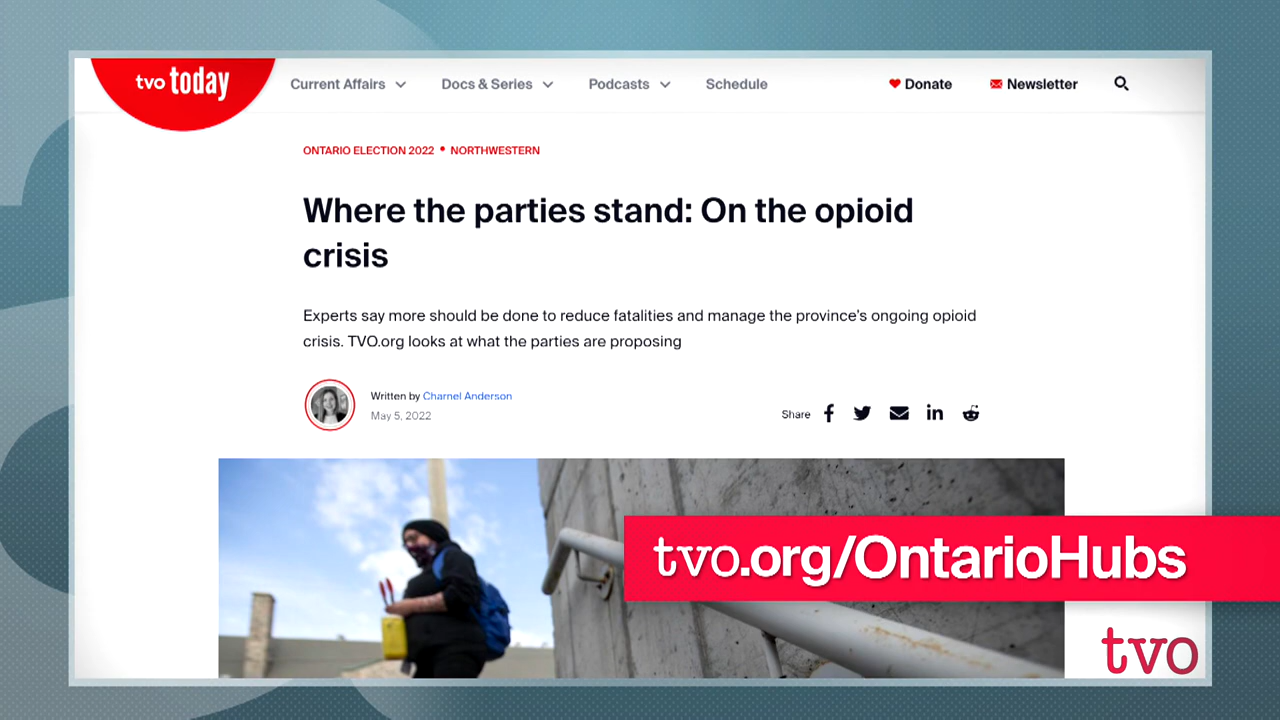 tvo today
Current Affairs
Docs & Series
Podcasts
Schedule
Donate
Newsletter
ONTARIO ELECTION 2022 • NORTHWESTERN
Where the parties stand: On the opioid
crisis
Experts say more should be done to reduce fatalities and manage the province's ongoing opioid
crisis. TVO.org looks at what the parties are proposing
Written by Charnel Anderson
May 5, 2022
Share
tvo.org/OntarioHubs
tvo